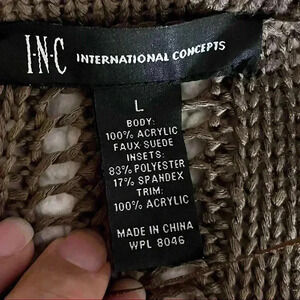 I·N·C INTERNATIONAL CONCEPTS
L
BODY:
100% ACRYLIC
FAUX SUEDE
INSETS:
83% POLYESTER
17% SPANDEX
TRIM:
100% ACRYLIC
MADE IN CHINA
WPL 8046